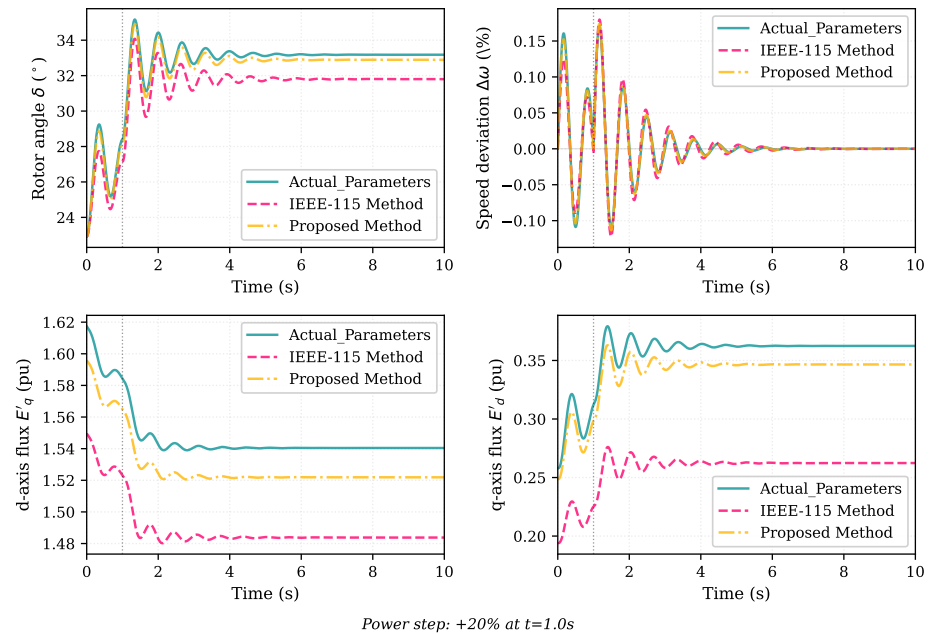 34
32
30
28
26
24
Rotor angle δ (°)
Actual_Parameters
IEEE-115 Method
Proposed Method
0 2 4 6 8 10
Time (s)
0.15
0.10
0.05
0.00
−0.05
−0.10
Speed deviation Δω (\%)
Actual_Parameters
IEEE-115 Method
Proposed Method
0 2 4 6 8 10
Time (s)
1.62
1.60
1.58
1.56
1.54
1.52
1.50
1.48
d-axis flux E′q (pu)
Actual_Parameters
IEEE-115 Method
Proposed Method
0 2 4 6 8 10
Time (s)
0.35
0.30
0.25
0.20
q-axis flux E′d (pu)
Actual_Parameters
IEEE-115 Method
Proposed Method
0 2 4 6 8 10
Time (s)
Power step: +20% at t=1.0s